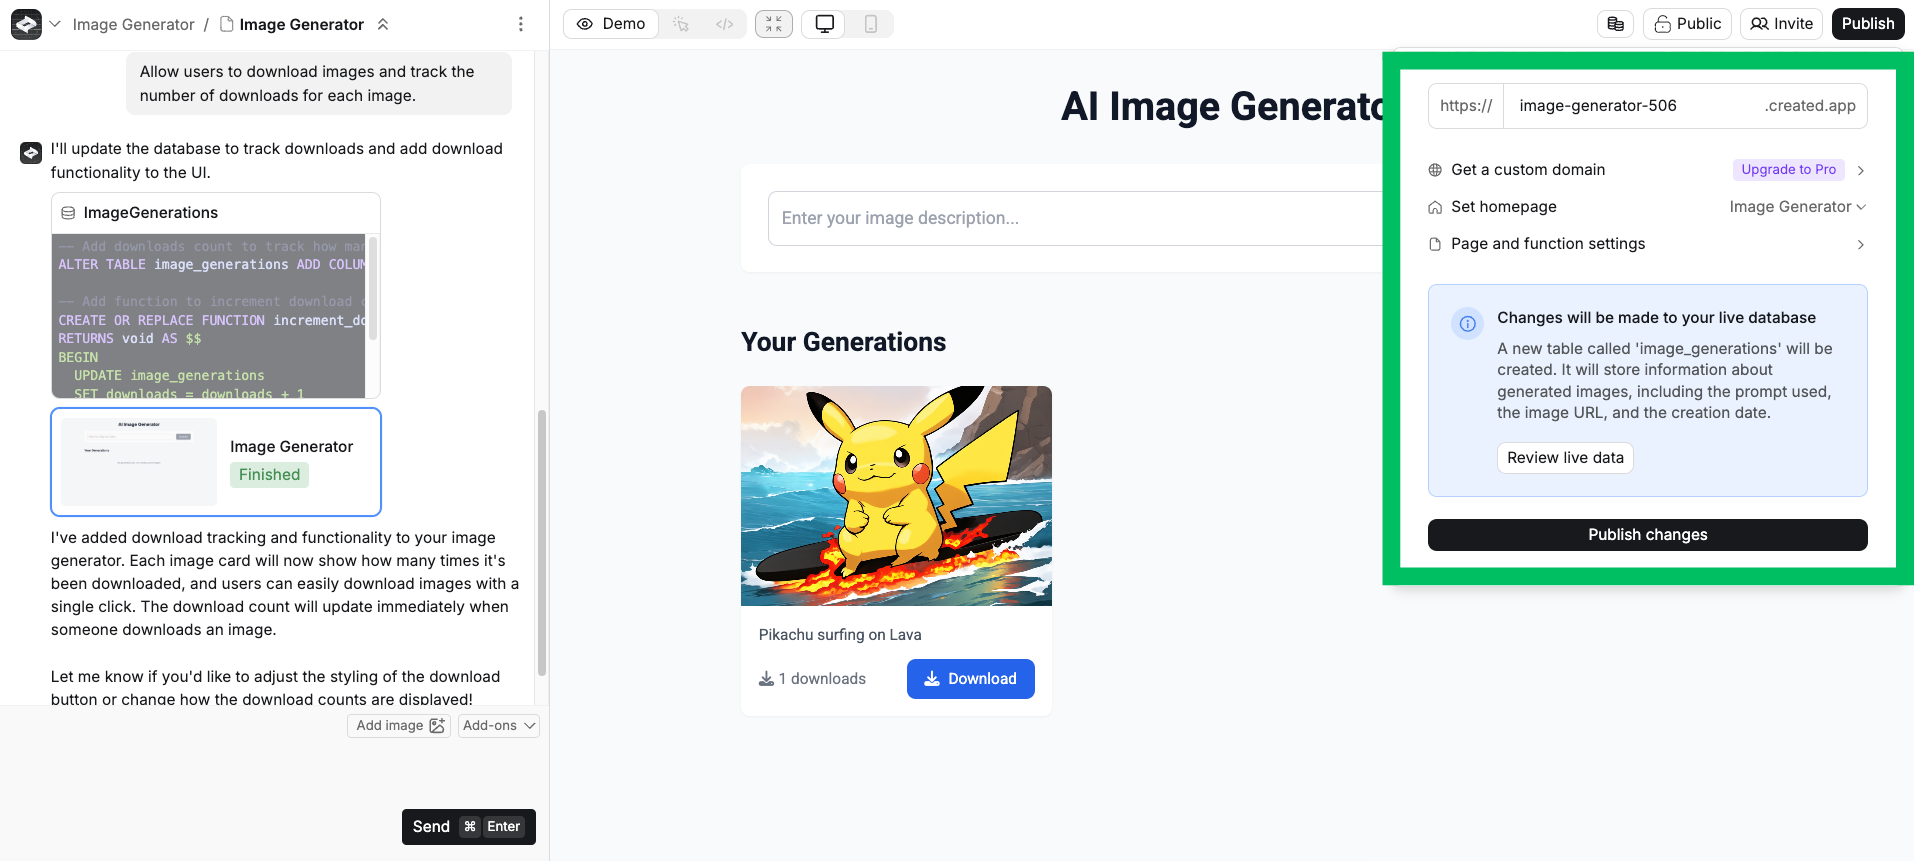 Image Generator / Image Generator
Allow users to download images and track the
number of downloads for each image.
I'll update the database to track downloads and add download
functionality to the UI.
ImageGenerations
-- Add downloads count to track how man
ALTER TABLE image_generations ADD COLUM
-- Add function to increment download c
CREATE OR REPLACE FUNCTION increment_do
RETURNS void AS $$
BEGIN
UPDATE image_generations
SET downloads = downloads + 1
AI Image Generator
Your Generations
Image Generator
Finished
I've added download tracking and functionality to your image
generator. Each image card will now show how many times it's
been downloaded, and users can easily download images with a
single click. The download count will update immediately when
someone downloads an image.
Let me know if you'd like to adjust the styling of the download
button or change how the download counts are displayed!
Add image
Add-ons
Send ⌘ Enter
Demo
</>
Public
Invite
Publish
AI Image Generato
Enter your image description...
Your Generations
Pikachu surfing on Lava
1 downloads
Download
https://
image-generator-506
.created.app
Get a custom domain
Upgrade to Pro
Set homepage
Image Generator
Page and function settings
Changes will be made to your live database
A new table called 'image_generations' will be
created. It will store information about
generated images, including the prompt used,
the image URL, and the creation date.
Review live data
Publish changes